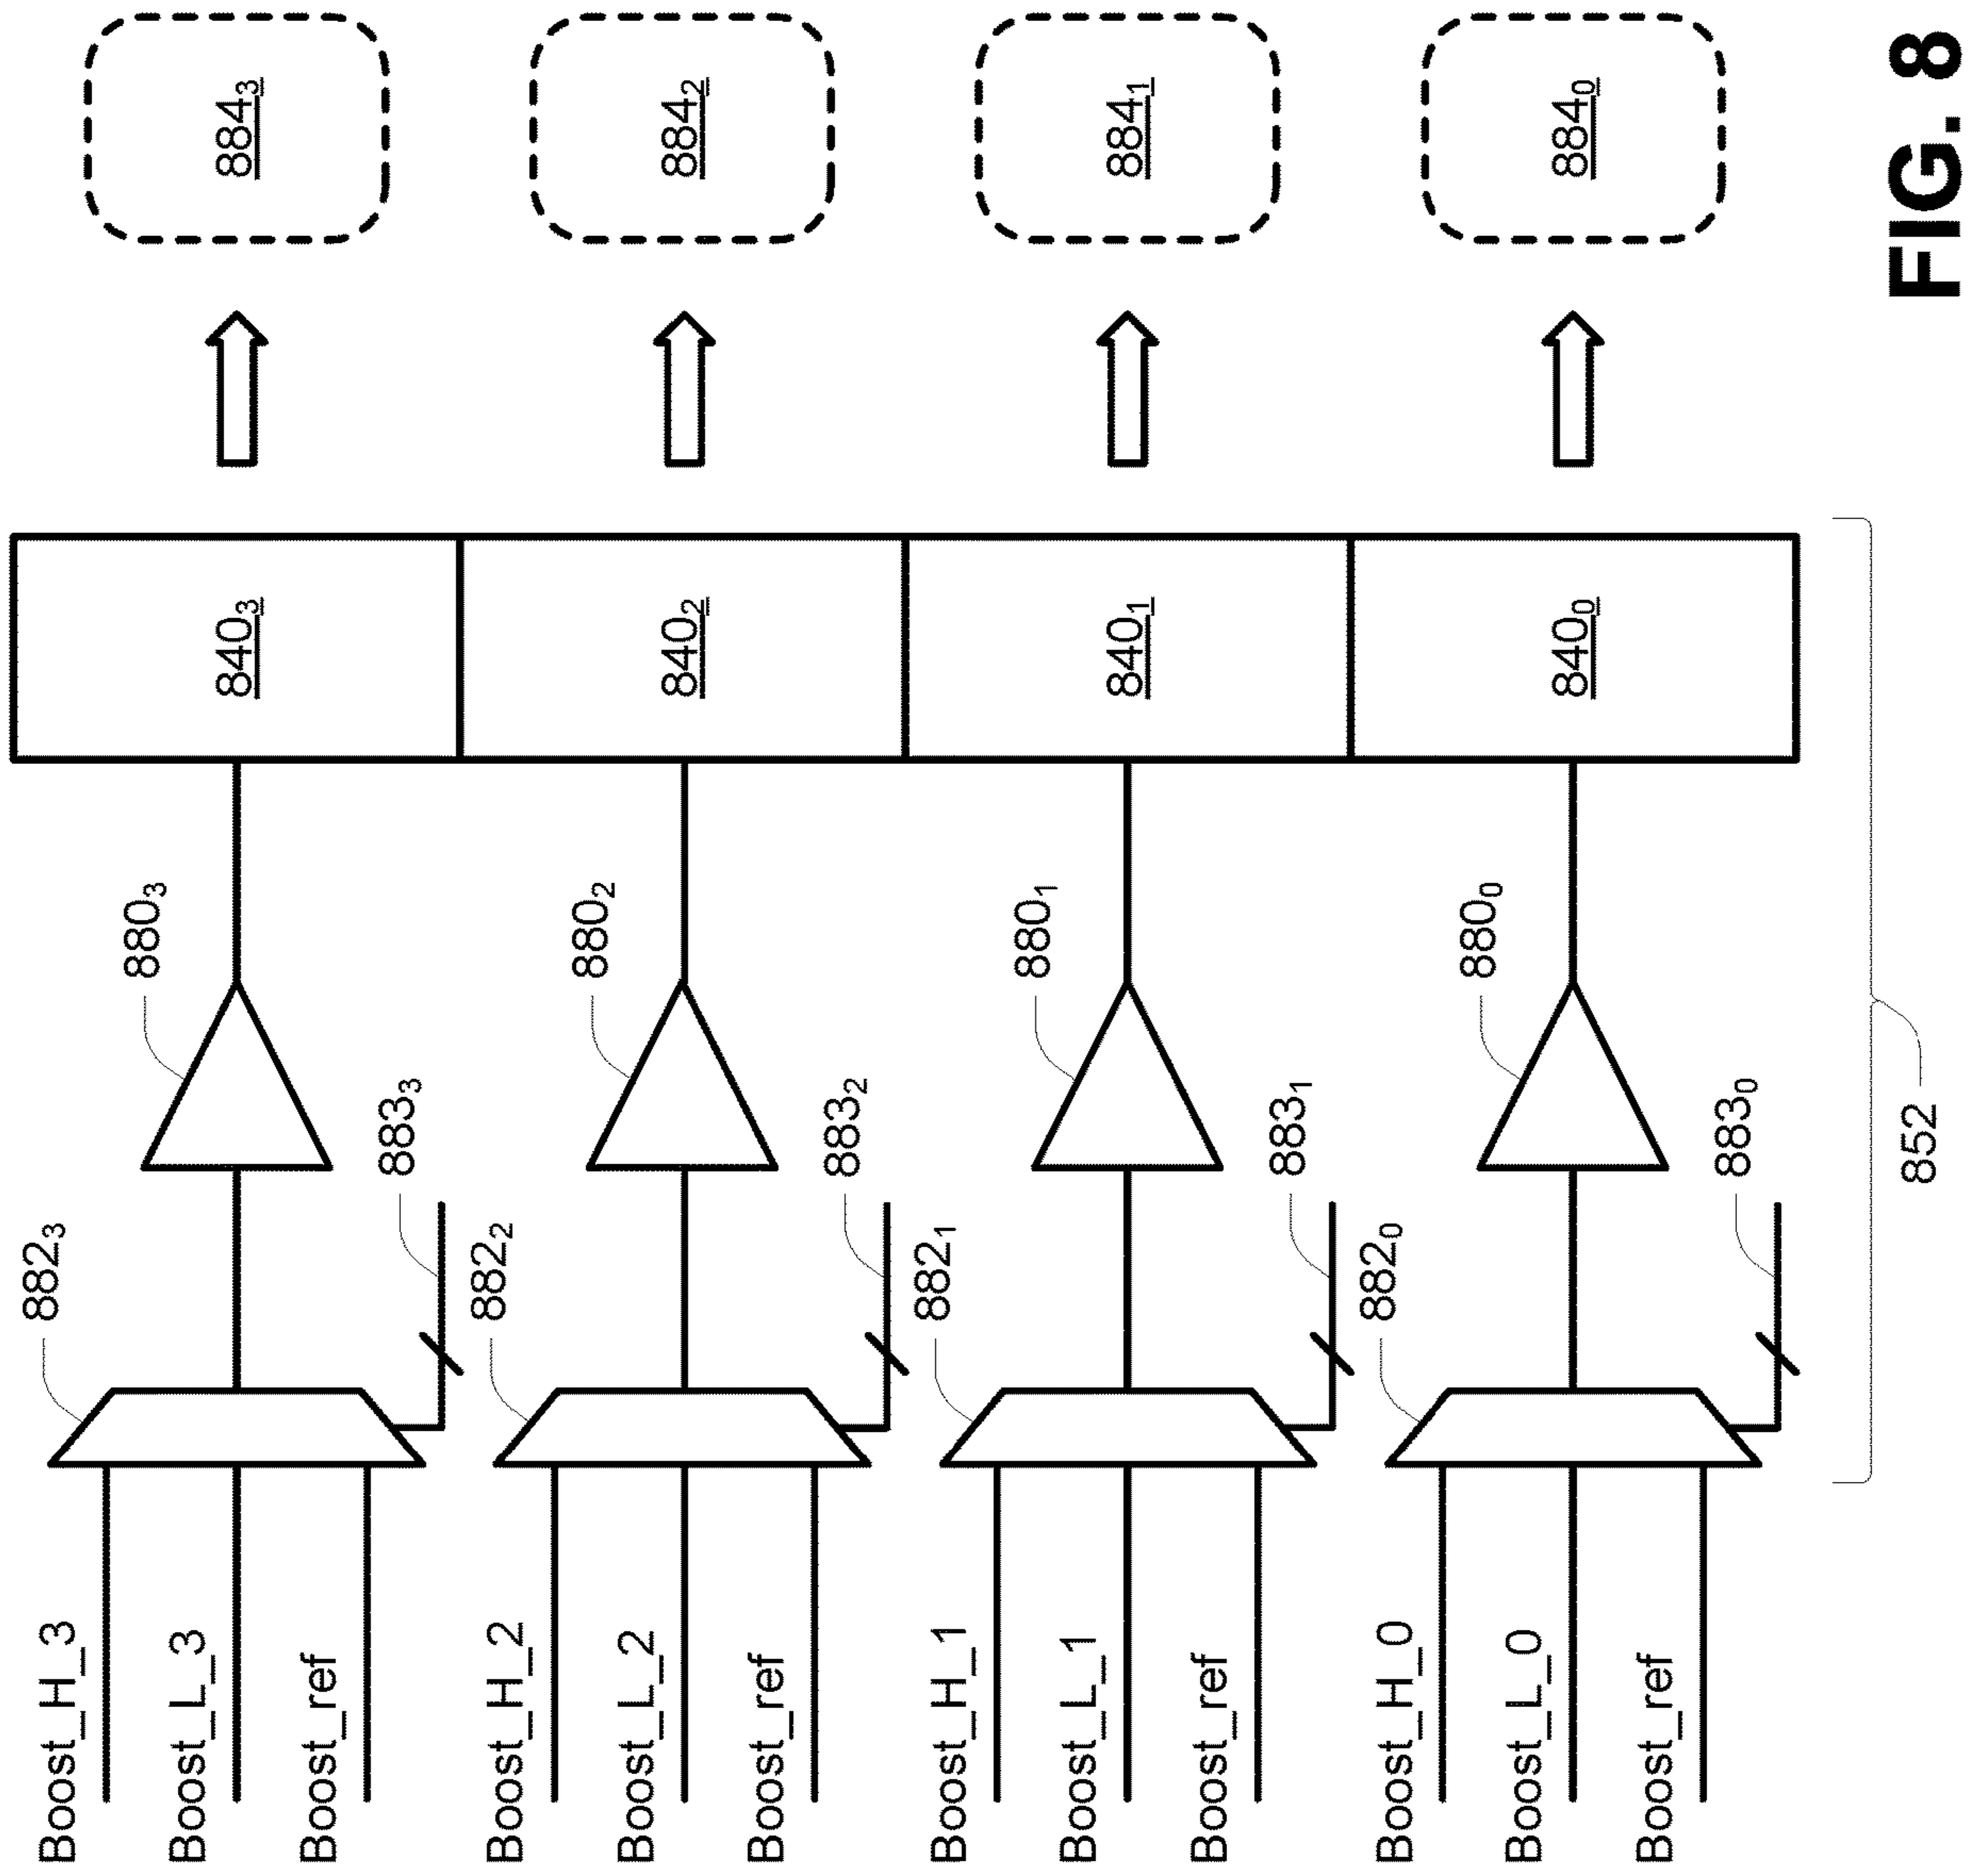 Boost_H_3
Boost_L_3
Boost_ref
882₃
883₃
880₃
840₃
884₃
Boost_H_2
Boost_L_2
Boost_ref
882₂
883₂
880₂
840₂
884₂
Boost_H_1
Boost_L_1
Boost_ref
882₁
883₁
880₁
840₁
884₁
Boost_H_0
Boost_L_0
Boost_ref
882₀
883₀
880₀
840₀
884₀
852
FIG. 8